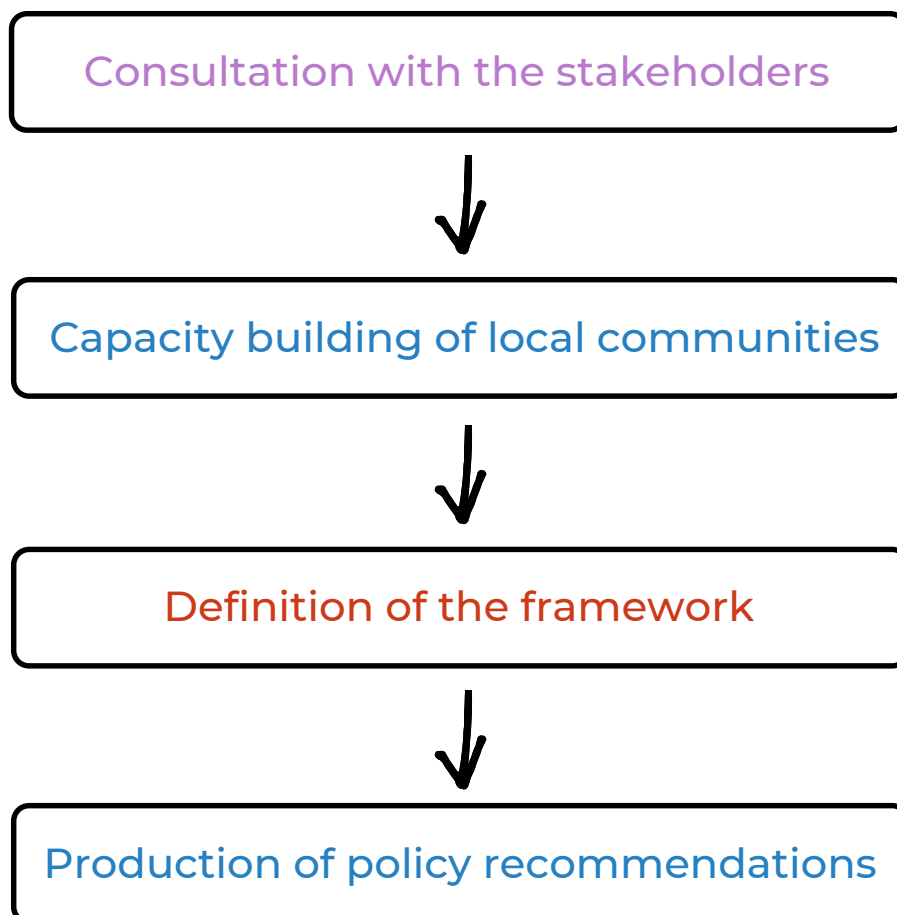 Consultation with the stakeholders
Capacity building of local communities
Definition of the framework
Production of policy recommendations